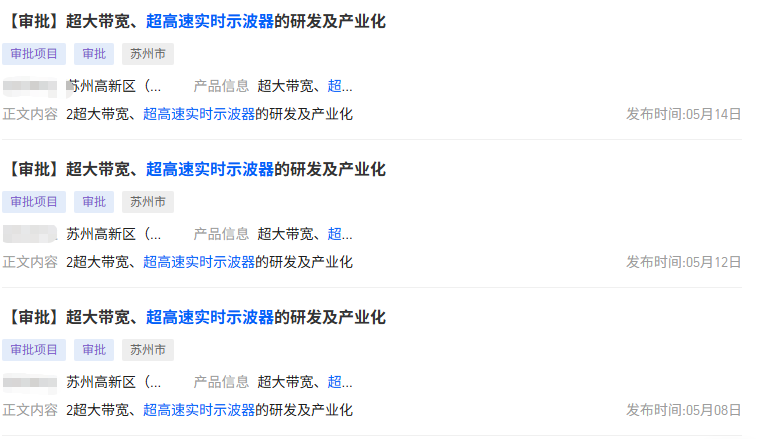 【审批】超大带宽、超高速实时示波器的研发及产业化
审批项目 审批 苏州市
苏州高新区（... 产品信息 超大带宽、超...
正文内容 2超大带宽、超高速实时示波器的研发及产业化 发布时间:05月14日
【审批】超大带宽、超高速实时示波器的研发及产业化
审批项目 审批 苏州市
苏州高新区（... 产品信息 超大带宽、超...
正文内容 2超大带宽、超高速实时示波器的研发及产业化 发布时间:05月12日
【审批】超大带宽、超高速实时示波器的研发及产业化
审批项目 审批 苏州市
苏州高新区（... 产品信息 超大带宽、超...
正文内容 2超大带宽、超高速实时示波器的研发及产业化 发布时间:05月08日